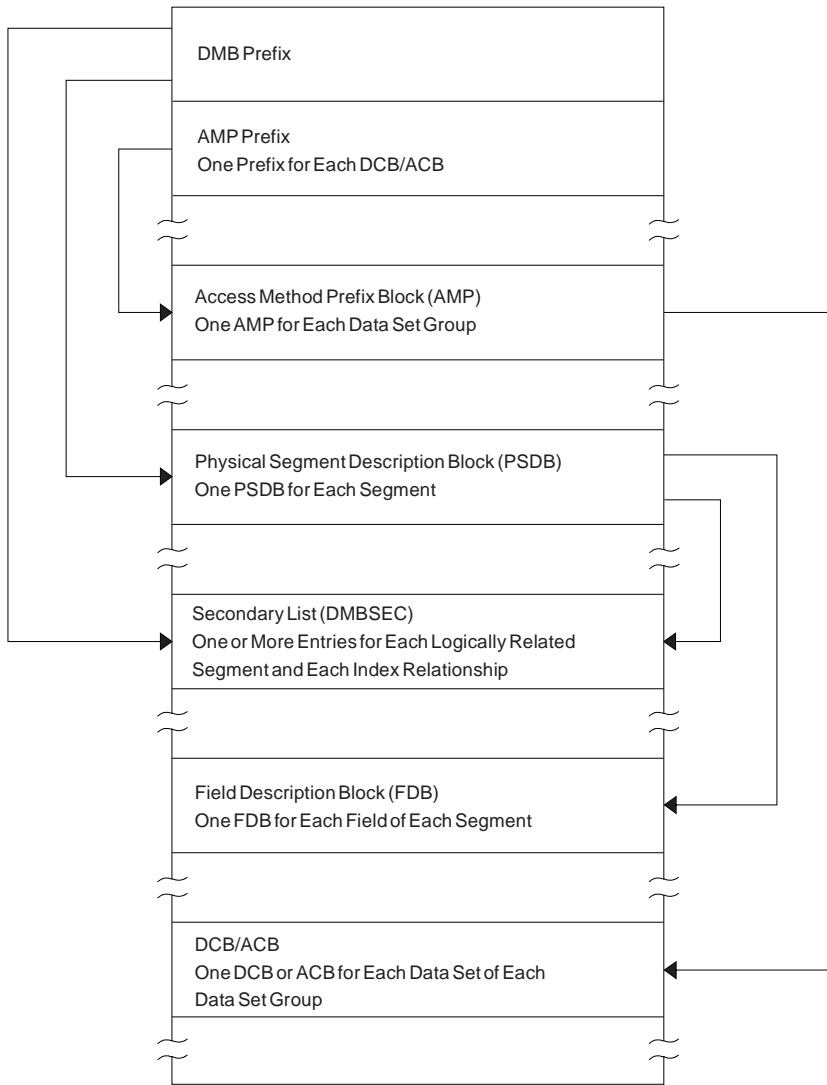 DMB Prefix
AMP Prefix
One Prefix for Each DCB/ACB
Access Method Prefix Block (AMP)
One AMP for Each Data Set Group
Physical Segment Description Block (PSDB)
One PSDB for Each Segment
Secondary List (DMBSEC)
One or More Entries for Each Logically Related
Segment and Each Index Relationship
Field Description Block (FDB)
One FDB for Each Field of Each Segment
DCB/ACB
One DCB or ACB for Each Data Set of Each
Data Set Group